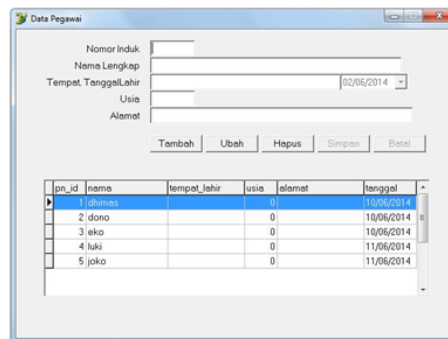 Data Pegawai
Nomor Induk
Nama Lengkap
Tempat, TanggalLahir 02/06/2014
Usia
Alamat
Tambah Ubah Hapus Simpan Batal
pn_id nama tempat_lahir usia alamat tanggal
1 dhimas 0 10/06/2014
2 dono 0 10/06/2014
3 eko 0 10/06/2014
4 luki 0 11/06/2014
5 joko 0 11/06/2014